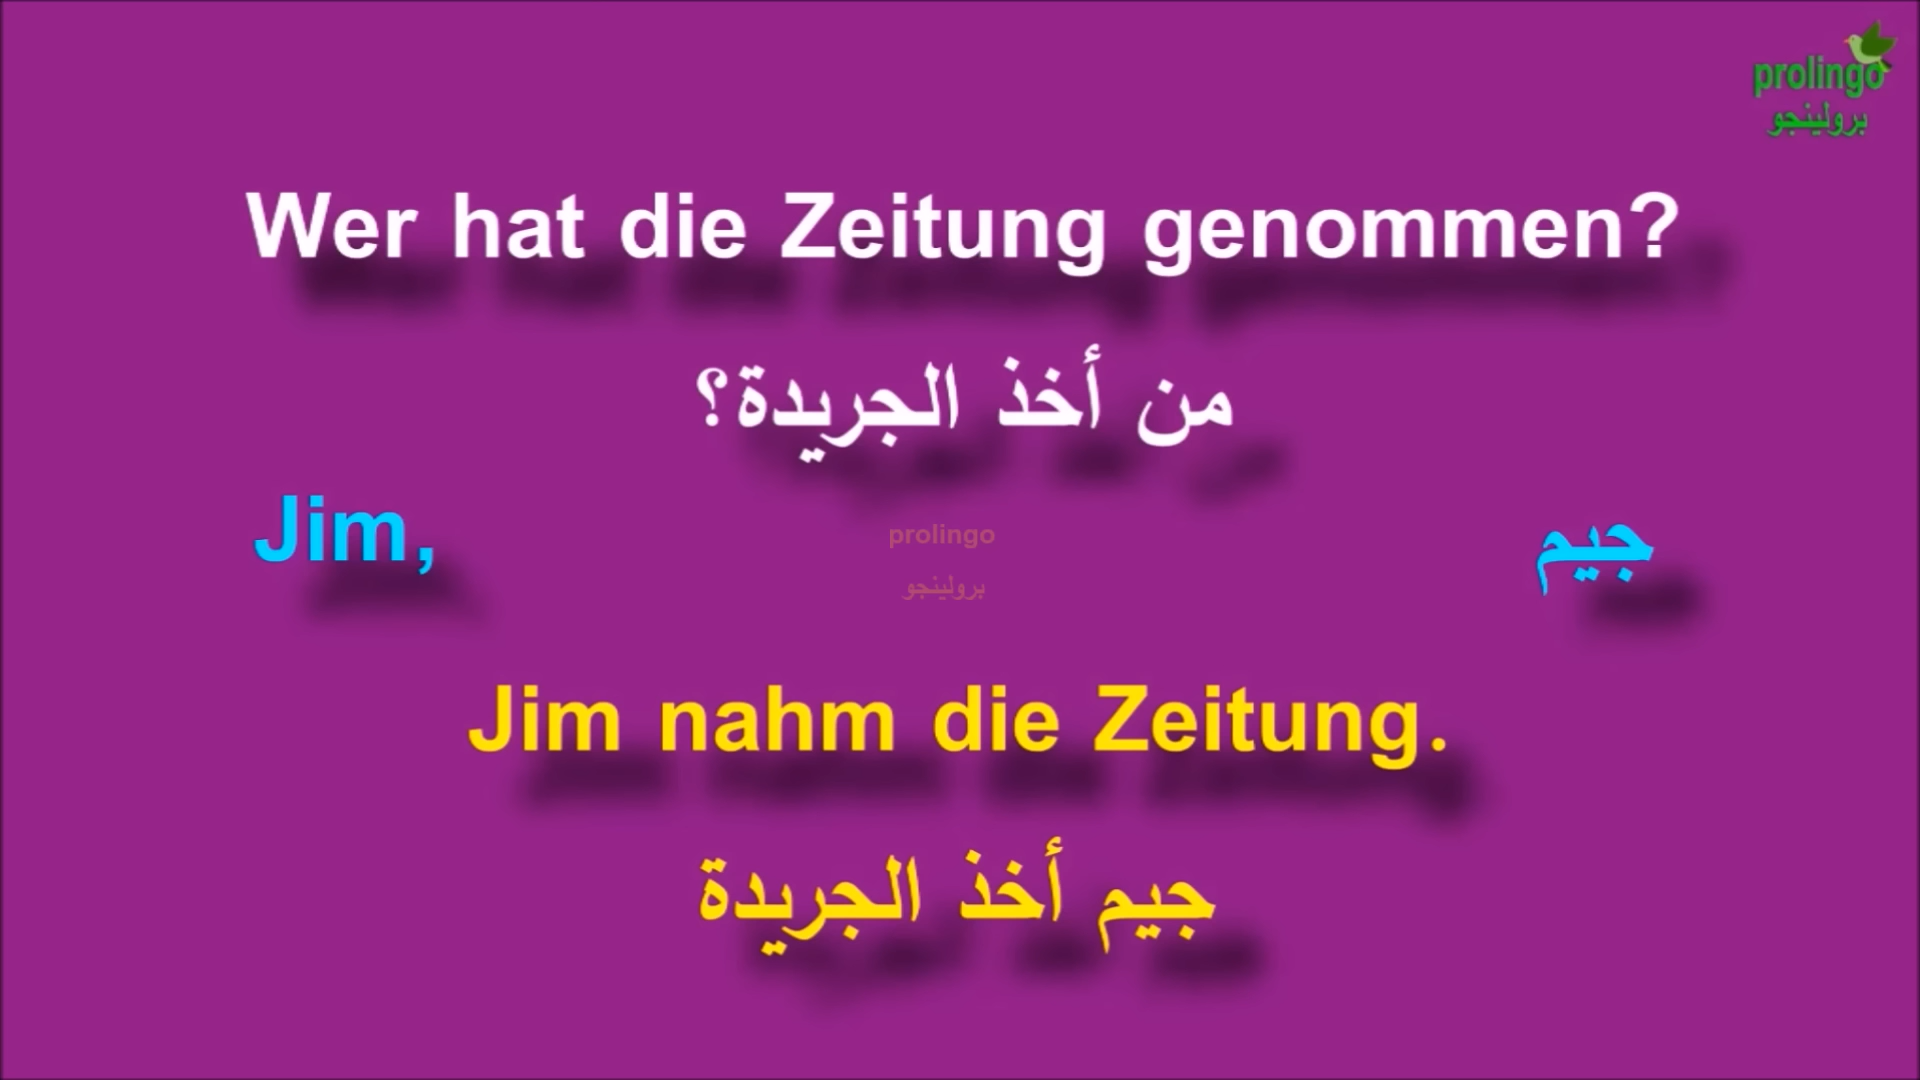 prolingo
برولينجو
Wer hat die Zeitung genommen?
من أخذ الجريدة؟
Jim,
جيم
prolingo
برولينجو
Jim nahm die Zeitung.
جيم أخذ الجريدة